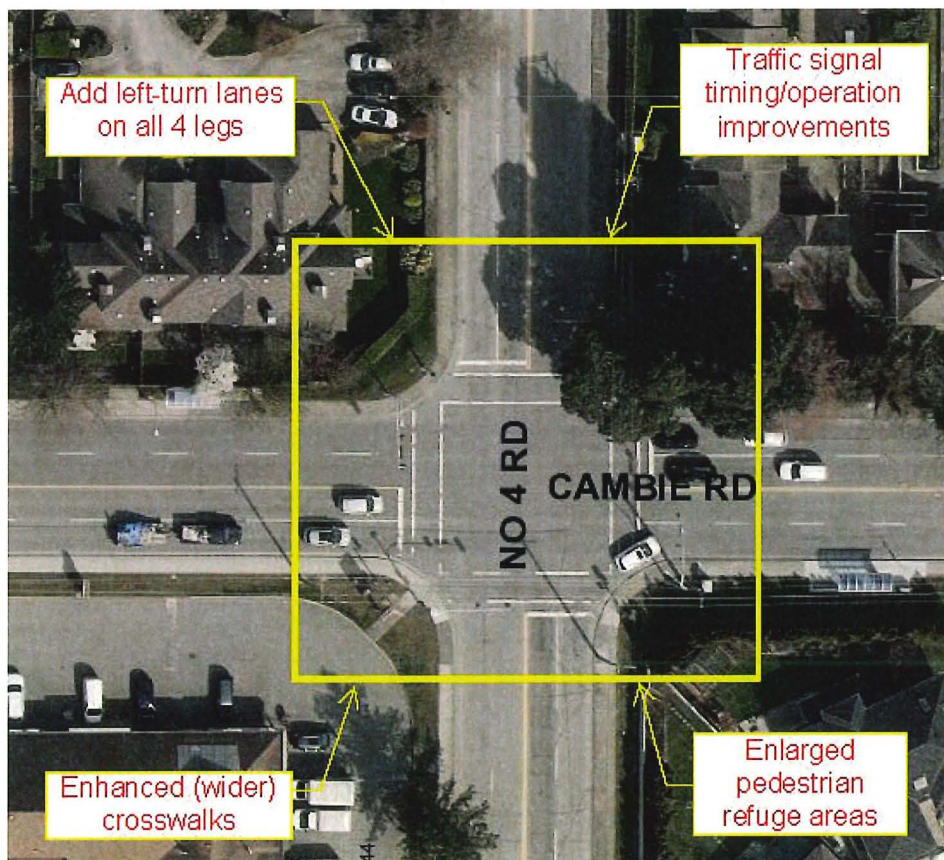 Add left-turn lanes
on all 4 legs
Traffic signal
timing/operation
improvements
NO 4 RD
CAMBIE RD
Enhanced (wider)
crosswalks
Enlarged
pedestrian
refuge areas
44